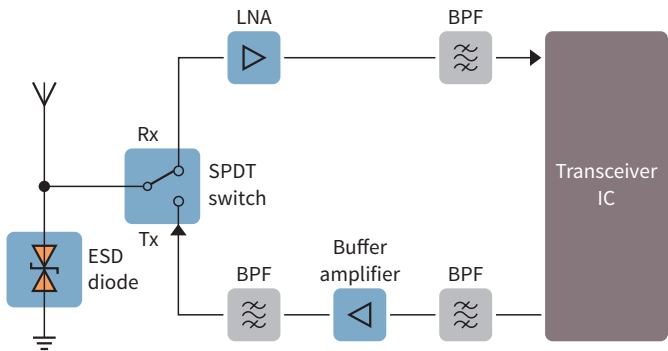 LNA
BPF
Rx
SPDT
switch
Transceiver
IC
Tx
ESD
diode
BPF
Buffer
amplifier
BPF